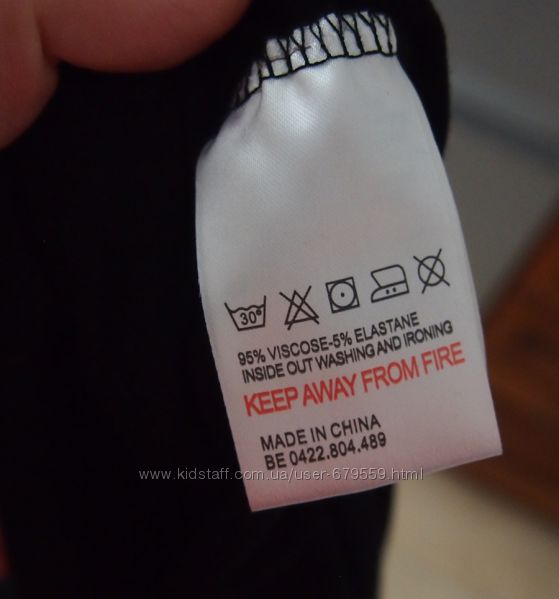 30°
95% VISCOSE-5% ELASTANE
INSIDE OUT WASHING AND IRONING
KEEP AWAY FROM FIRE
MADE IN CHINA
BE 0422.804.489
www.kidstaff.com.ua/user-679559.html